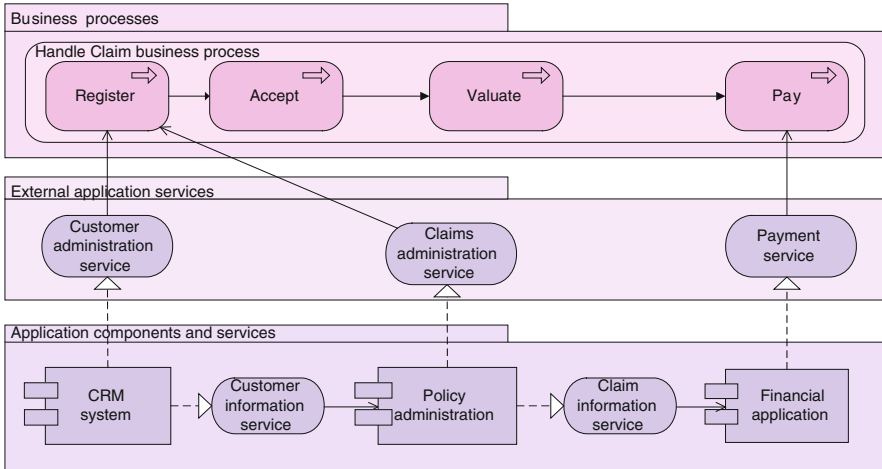 Business processes
Handle Claim business process
Register
Accept
Valuate
Pay
External application services
Customer
administration
service
Claims
administration
service
Payment
service
Application components and services
CRM
system
Customer
information
service
Policy
administration
Claim
information
service
Financial
application